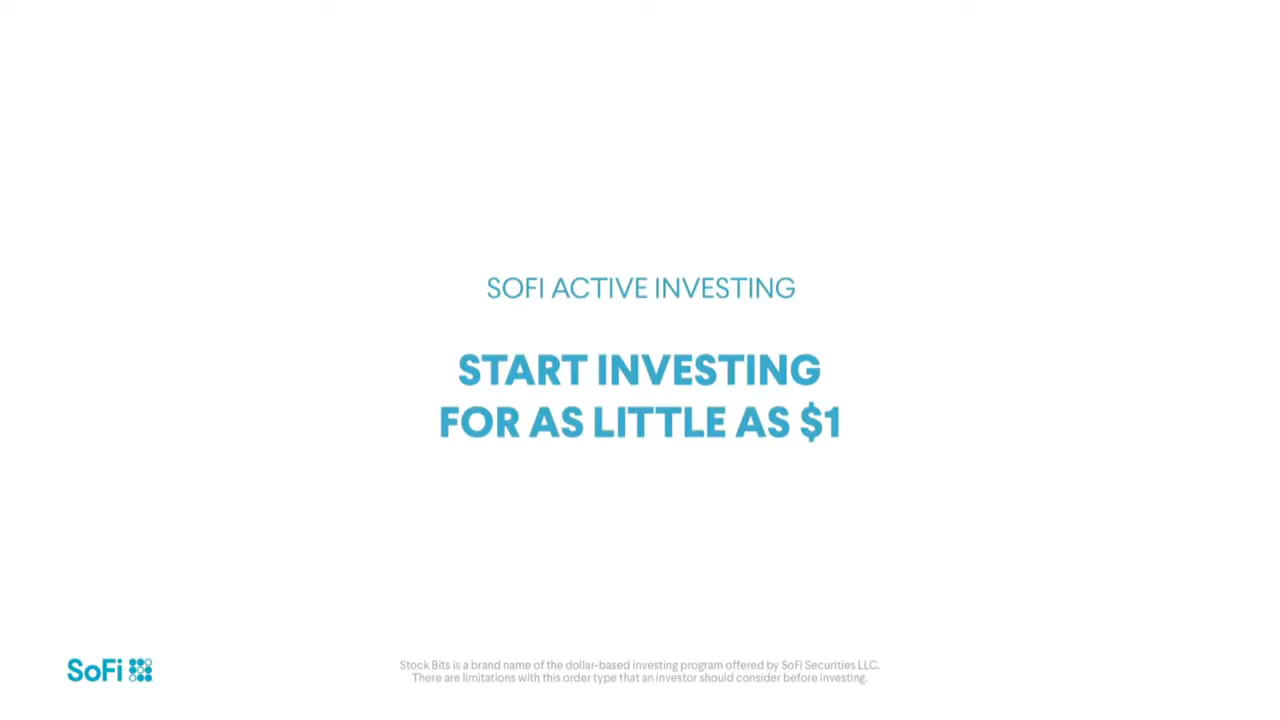 SOFI ACTIVE INVESTING
START INVESTING
FOR AS LITTLE AS $1
SoFi
Stock Bits is a brand name of the dollar-based investing program offered by SoFi Securities LLC.
There are limitations with this order type that an investor should consider before investing.